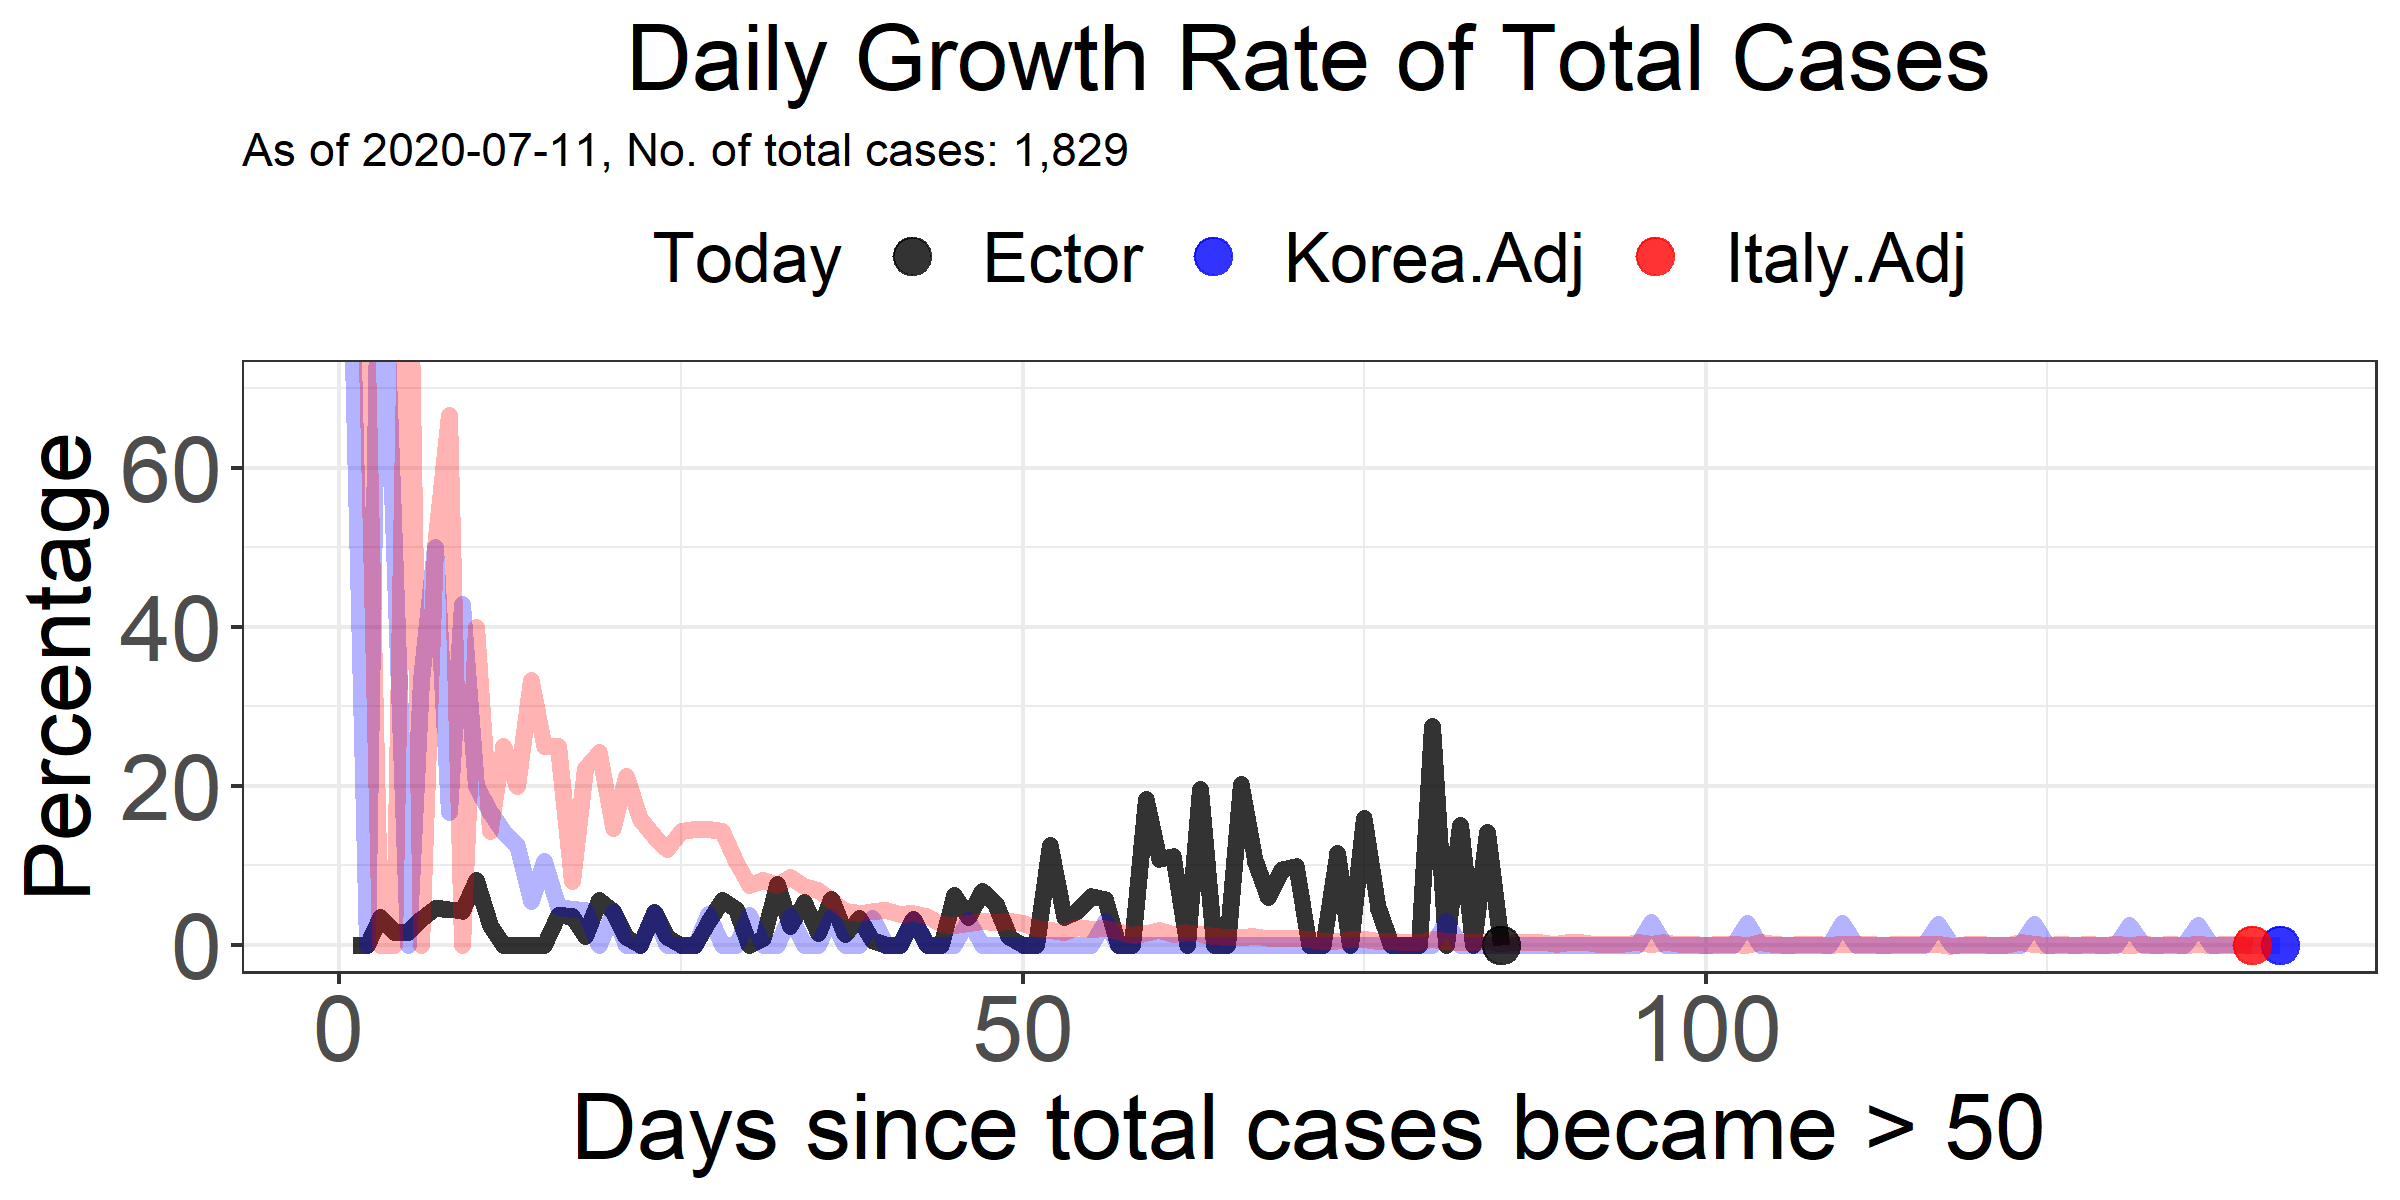 Daily Growth Rate of Total Cases
As of 2020-07-11, No. of total cases: 1,829
Today Ector Korea.Adj Italy.Adj
Percentage
60
40
20
0
0 50 100
Days since total cases became > 50